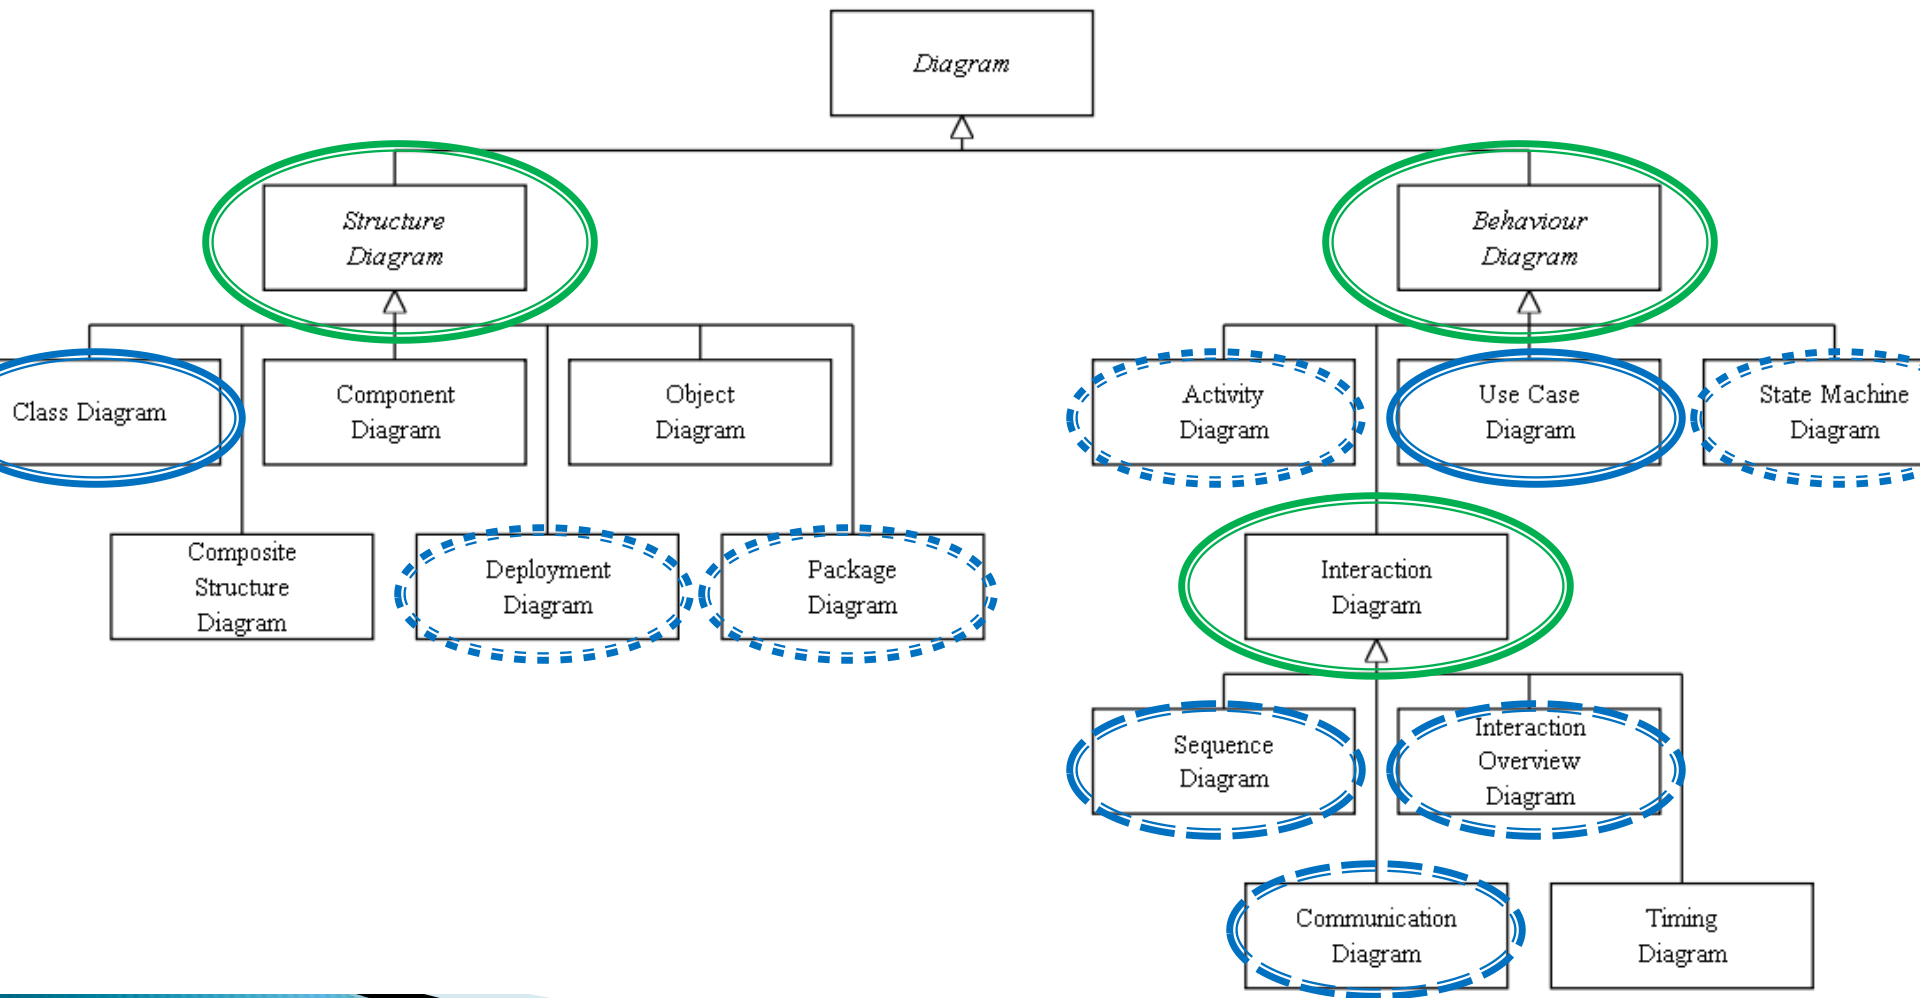 Diagram
Structure
Diagram
Behaviour
Diagram
Class Diagram
Component
Diagram
Object
Diagram
Activity
Diagram
Use Case
Diagram
State Machine
Diagram
Composite
Structure
Diagram
Deployment
Diagram
Package
Diagram
Interaction
Diagram
Sequence
Diagram
Interaction
Overview
Diagram
Communication
Diagram
Timing
Diagram